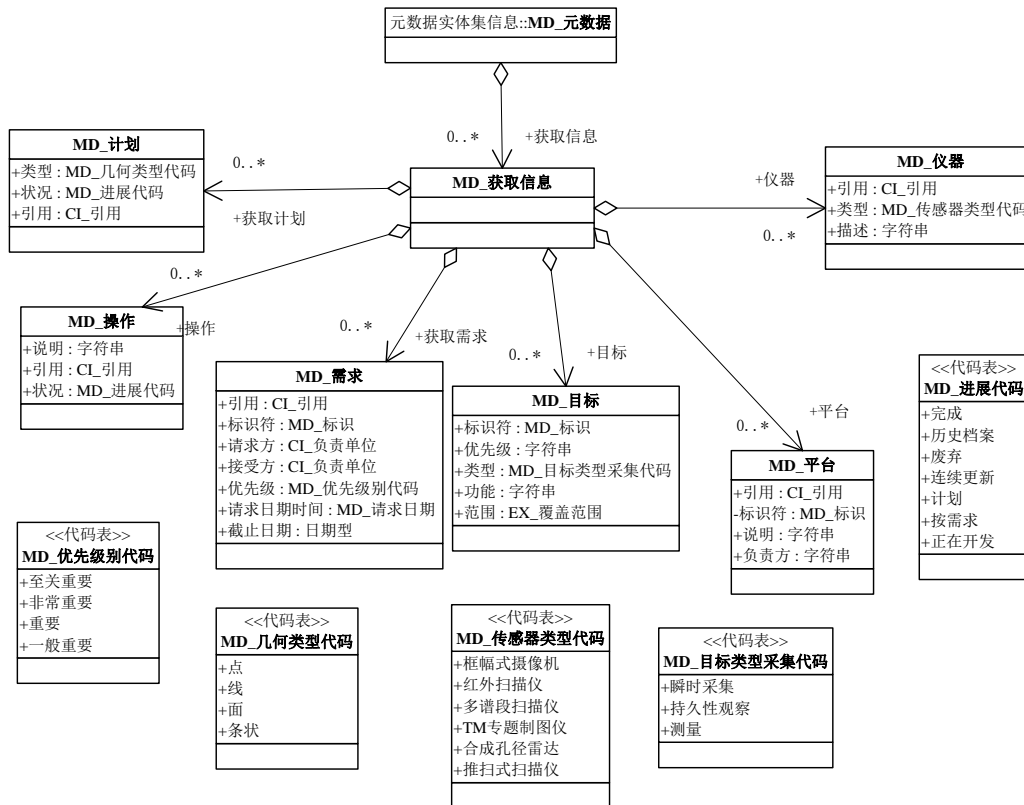 元数据实体集信息::MD_元数据
0..*
+获取信息
MD_计划
+类型 : MD_几何类型代码
+状况 : MD_进展代码
+引用 : CI_引用
0..*
+获取计划
MD_获取信息
+仪器
0..*
MD_仪器
+引用 : CI_引用
+类型 : MD_传感器类型代码
+描述 : 字符串
0..*
+操作
MD_操作
+说明 : 字符串
+引用 : CI_引用
+状况 : MD_进展代码
0..*
+获取需求
MD_需求
+引用 : CI_引用
+标识符 : MD_标识
+请求方 : CI_负责单位
+接受方 : CI_负责单位
+优先级 : MD_优先级别代码
+请求日期时间 : MD_请求日期
+截止日期 : 日期型
0..*
+目标
MD_目标
+标识符 : MD_标识
+优先级 : 字符串
+类型 : MD_目标类型采集代码
+功能 : 字符串
+范围 : EX_覆盖范围
+平台
0..*
MD_平台
+引用 : CI_引用
-标识符 : MD_标识
+说明 : 字符串
+负责方 : 字符串
<<代码表>>
MD_进展代码
+完成
+历史档案
+废弃
+连续更新
+计划
+按需求
+正在开发
<<代码表>>
MD_优先级别代码
+至关重要
+非常重要
+重要
+一般重要
<<代码表>>
MD_几何类型代码
+点
+线
+面
+条状
<<代码表>>
MD_传感器类型代码
+框幅式摄像机
+红外扫描仪
+多谱段扫描仪
+TM专题制图仪
+合成孔径雷达
+推扫式扫描仪
<<代码表>>
MD_目标类型采集代码
+瞬时采集
+持久性观察
+测量